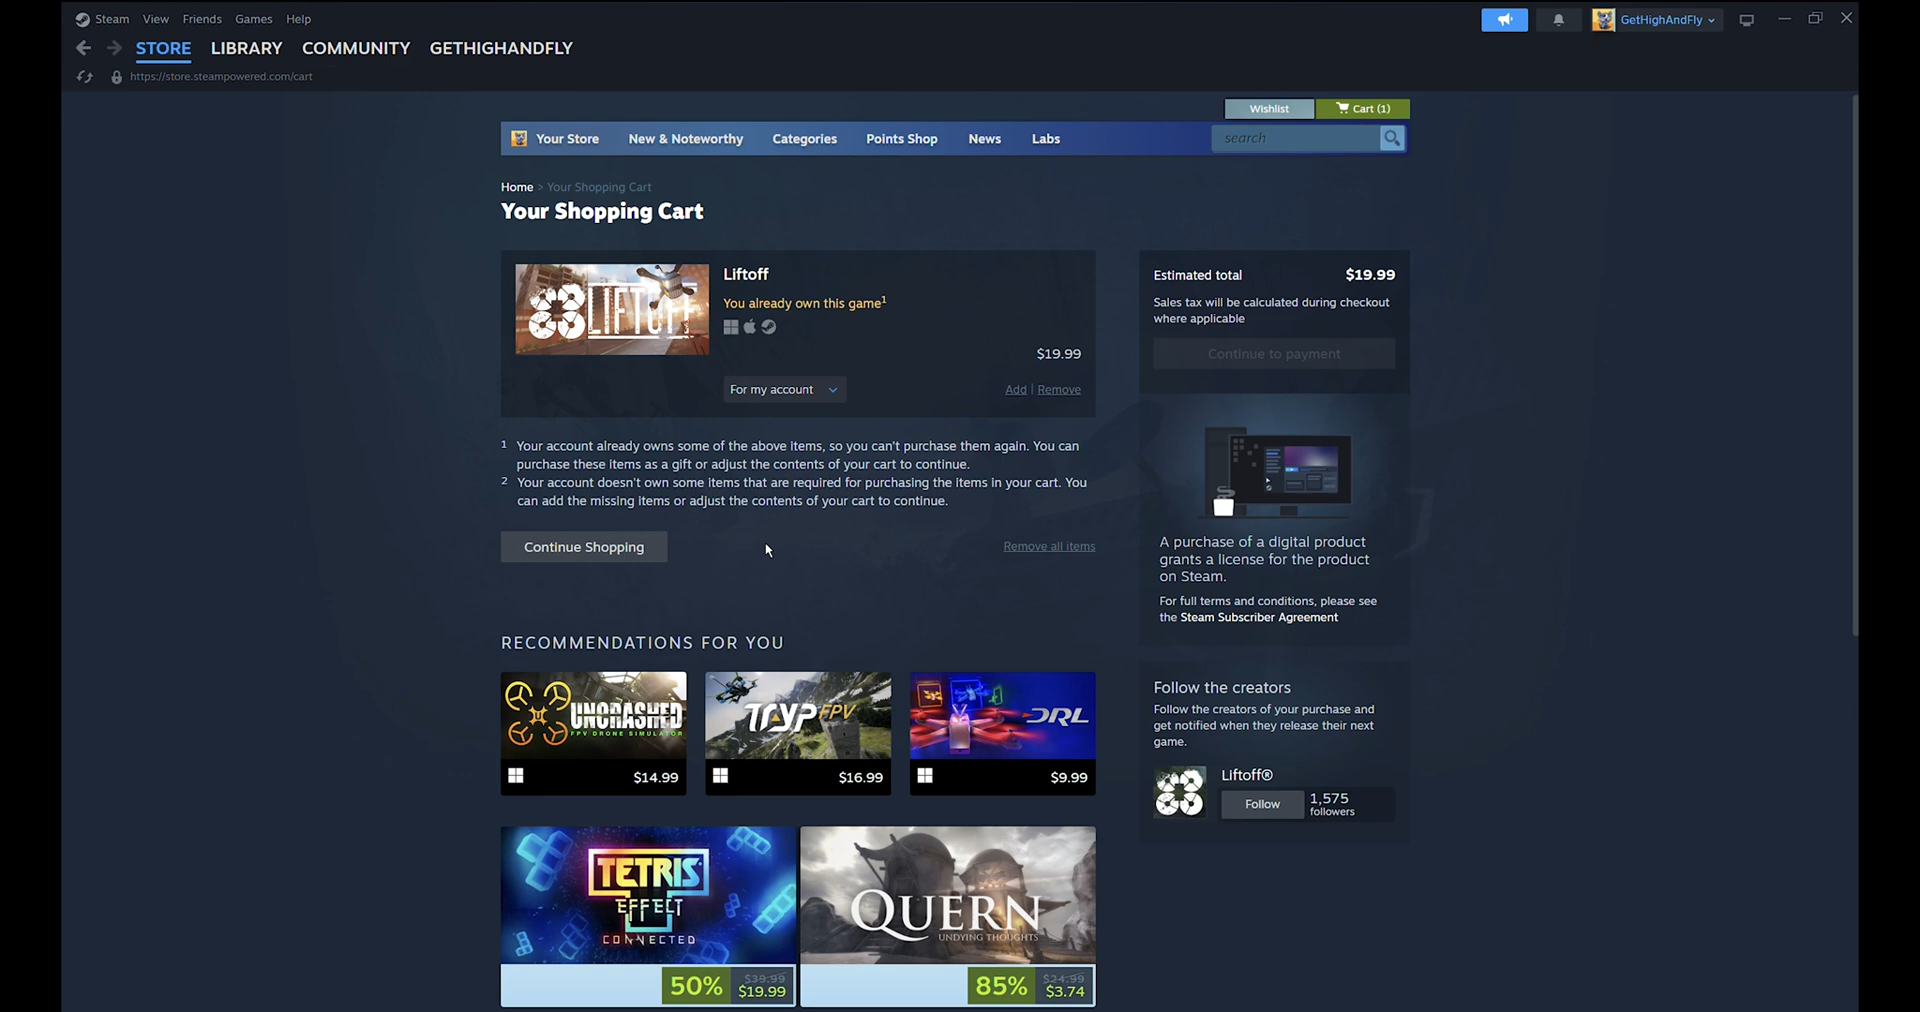 Steam View Friends Games Help
GetHighAndFly
STORE LIBRARY COMMUNITY GETHIGHANDFLY
https://store.steampowered.com/cart
Wishlist Cart (1)
Your Store New & Noteworthy Categories Points Shop News Labs search
Home > Your Shopping Cart
Your Shopping Cart
LIFTOFF
Liftoff
You already own this game1
$19.99
For my account
Add | Remove
Estimated total $19.99
Sales tax will be calculated during checkout
where applicable
Continue to payment
1 Your account already owns some of the above items, so you can't purchase them again. You can
purchase these items as a gift or adjust the contents of your cart to continue.
2 Your account doesn't own some items that are required for purchasing the items in your cart. You
can add the missing items or adjust the contents of your cart to continue.
Continue Shopping
Remove all items
A purchase of a digital product
grants a license for the product
on Steam.
For full terms and conditions, please see
the Steam Subscriber Agreement
RECOMMENDATIONS FOR YOU
UNCRASHED
FPV DRONE SIMULATOR
$14.99
TRYP FPV
$16.99
DRL
$9.99
Follow the creators
Follow the creators of your purchase and
get notified when they release their next
game.
Liftoff®
Follow
1,575
followers
TETRIS
EFFECT
CONNECTED
50%
$39.99
$19.99
QUERN
UNDYING THOUGHTS
85%
$24.99
$3.74